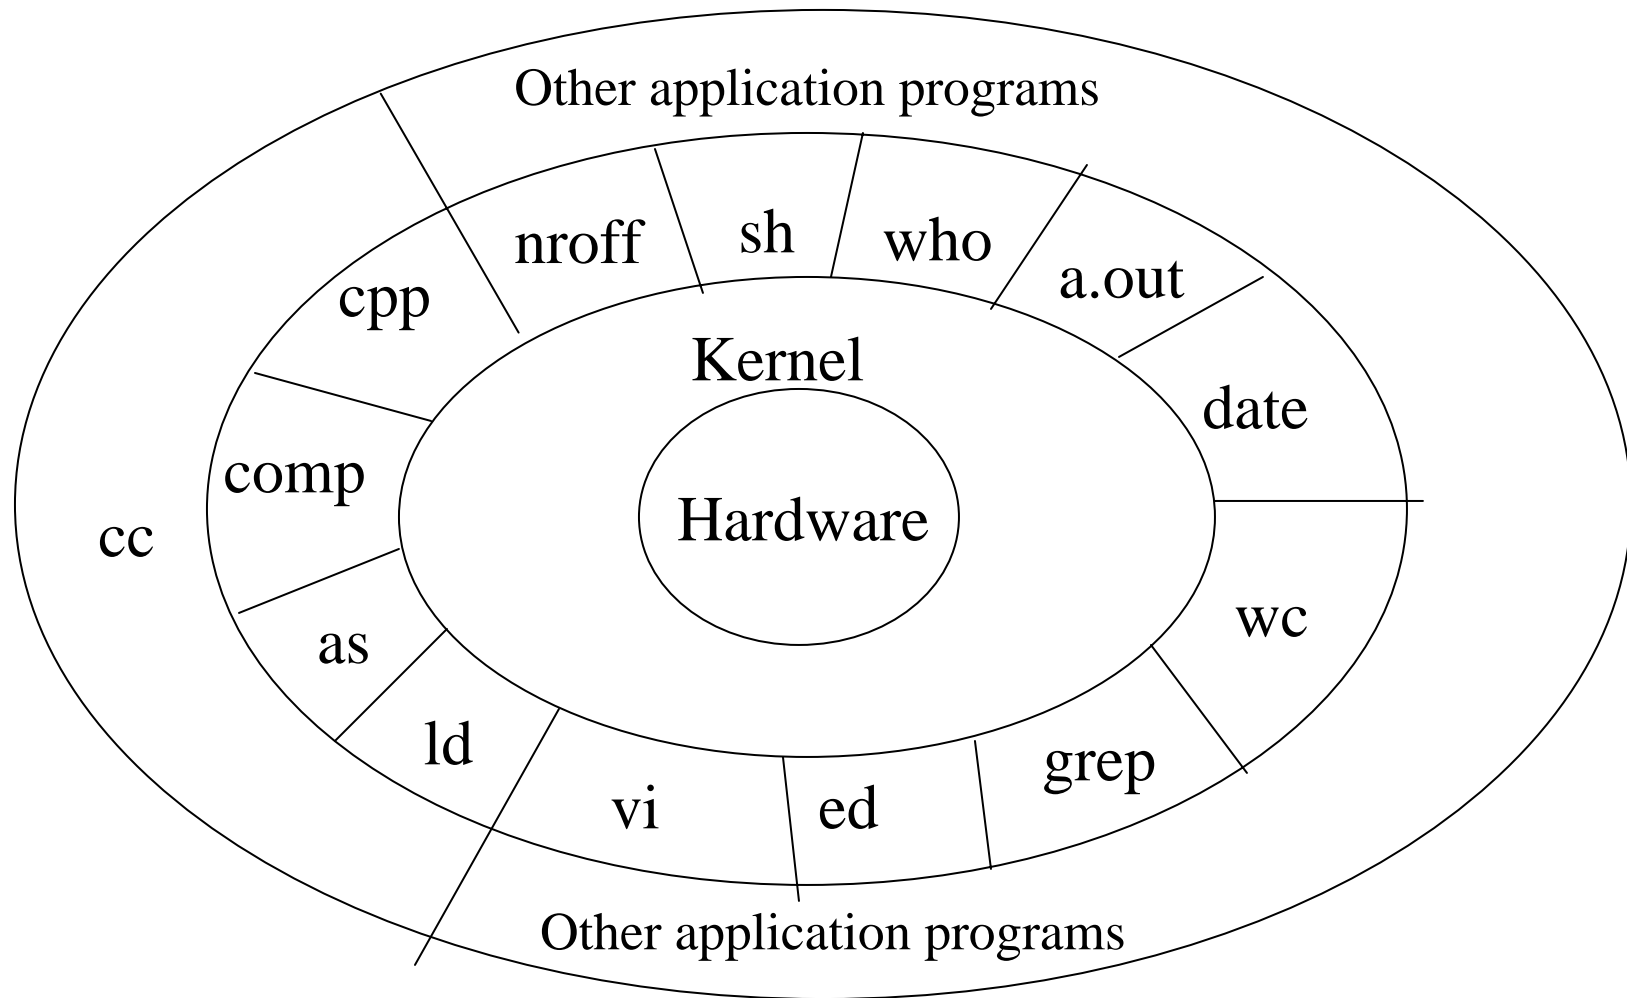 Other application programs
nroff
sh
who
a.out
cpp
Kernel
date
comp
Hardware
cc
wc
as
ld
grep
vi
ed
Other application programs